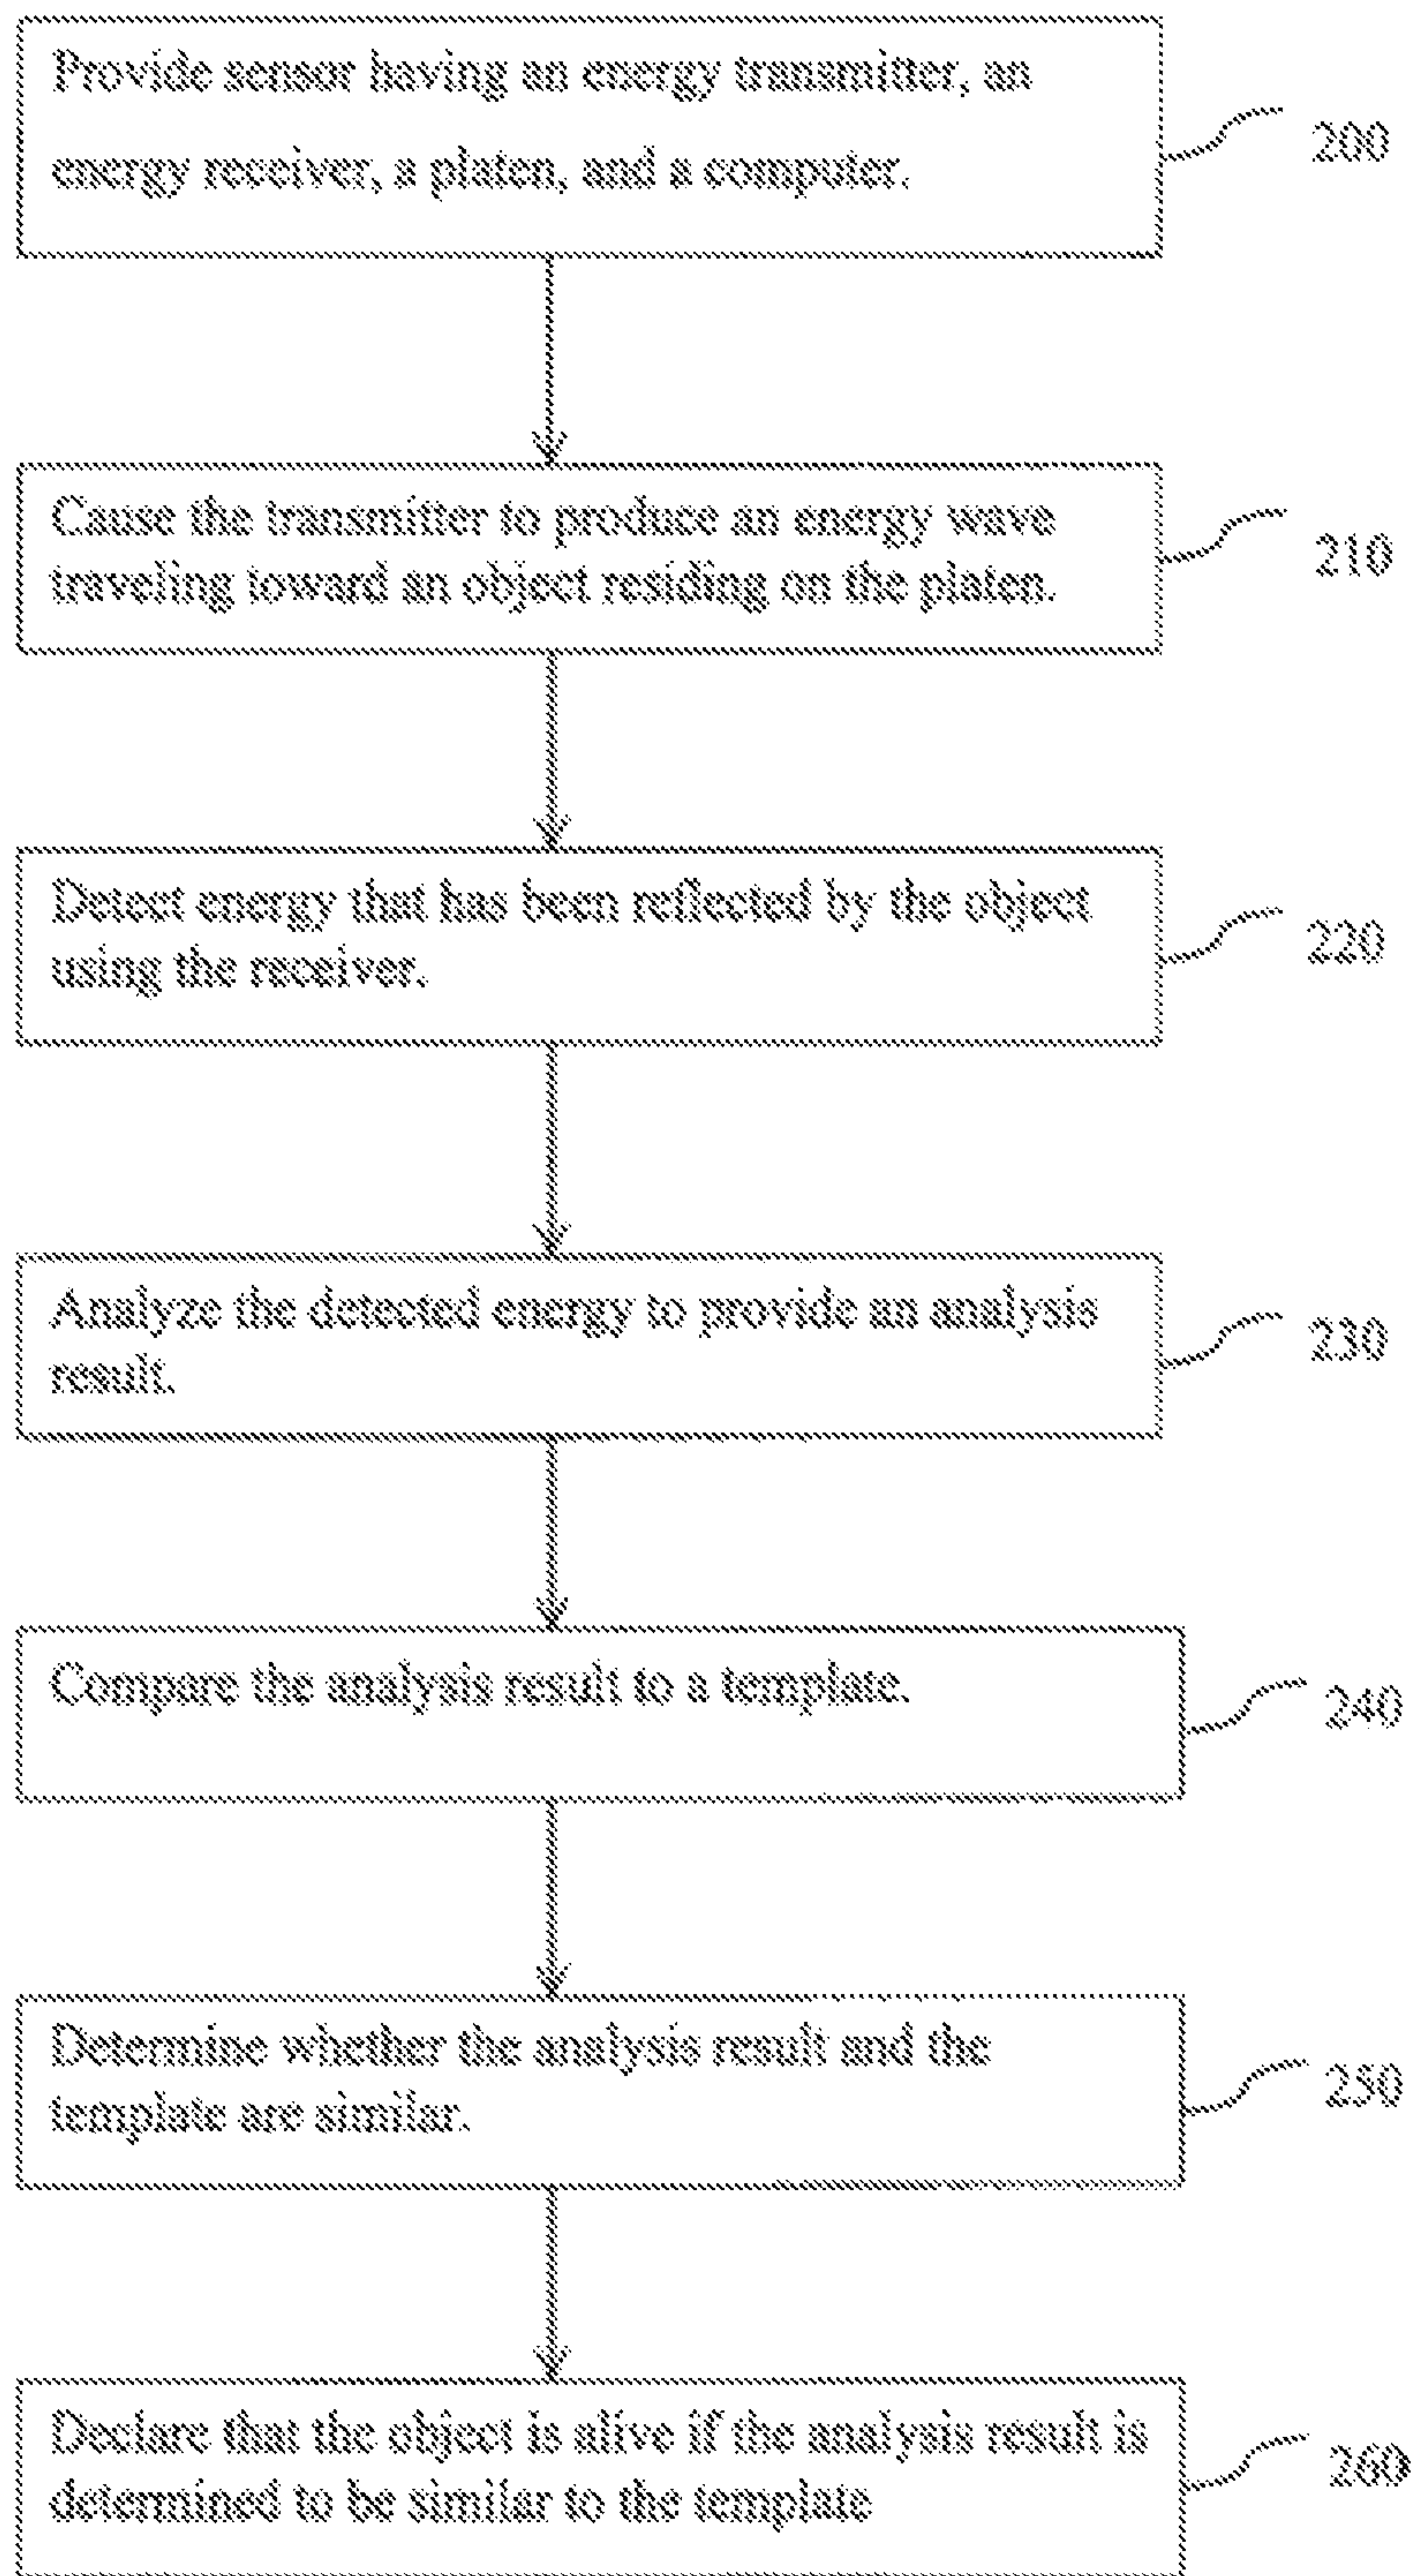 Provide sensor having an energy transmitter, an
energy receiver, a platen, and a computer.
200
Cause the transmitter to produce an energy wave
traveling toward an object residing on the platen.
210
Detect energy that has been reflected by the object
using the receiver.
220
Analyze the detected energy to provide an analysis
result.
230
Compare the analysis result to a template.
240
Determine whether the analysis result and the
template are similar.
250
Declare that the object is alive if the analysis result is
determined to be similar to the template
260